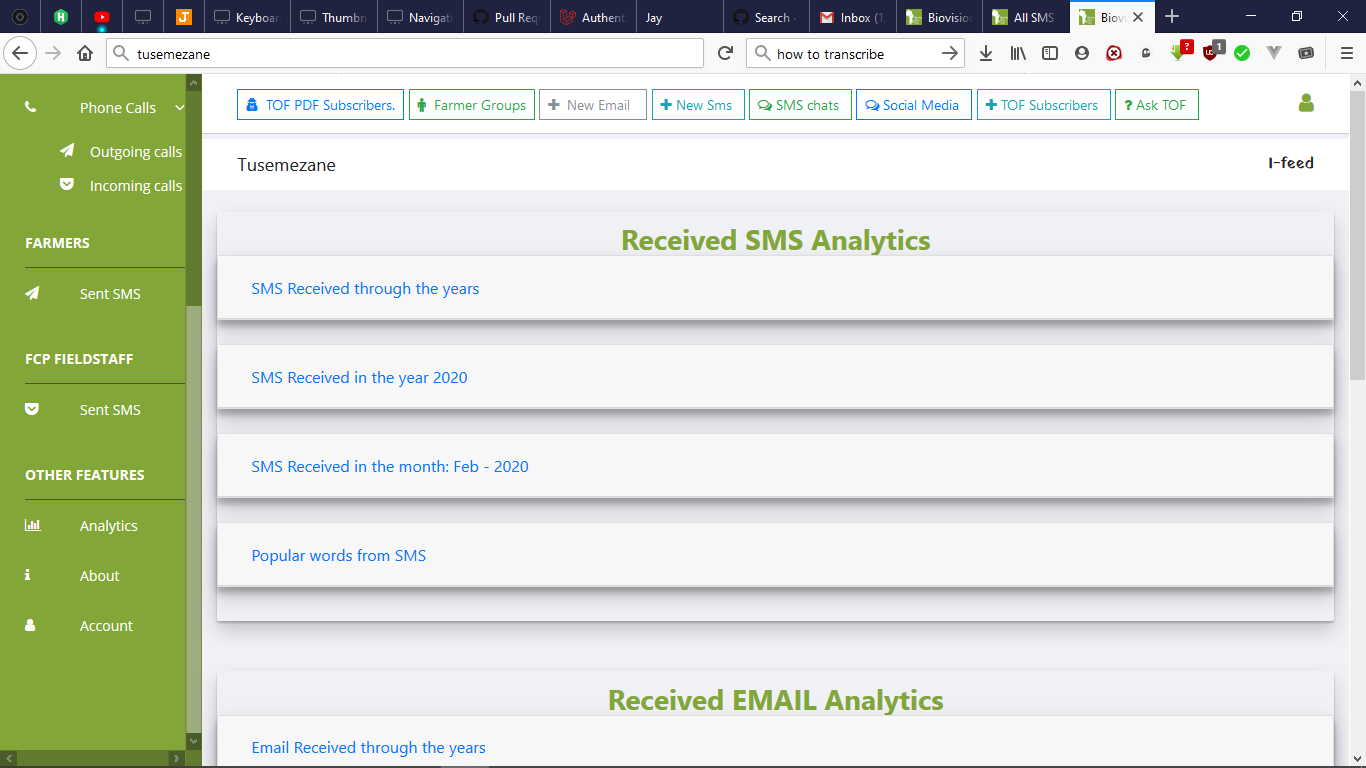 Keyboar
Thumbn
Navigati
Pull Req
Authent
Jay
Search
Inbox (1,
Biovision
All SMS
Biovi
tusemezane
how to transcribe
?
1
Phone Calls
Outgoing calls
Incoming calls
FARMERS
Sent SMS
FCP FIELDSTAFF
Sent SMS
OTHER FEATURES
Analytics
About
Account
TOF PDF Subscribers.
Farmer Groups
New Email
New Sms
SMS chats
Social Media
TOF Subscribers
? Ask TOF
Tusemezane
I-feed
Received SMS Analytics
SMS Received through the years
SMS Received in the year 2020
SMS Received in the month: Feb - 2020
Popular words from SMS
Received EMAIL Analytics
Email Received through the years